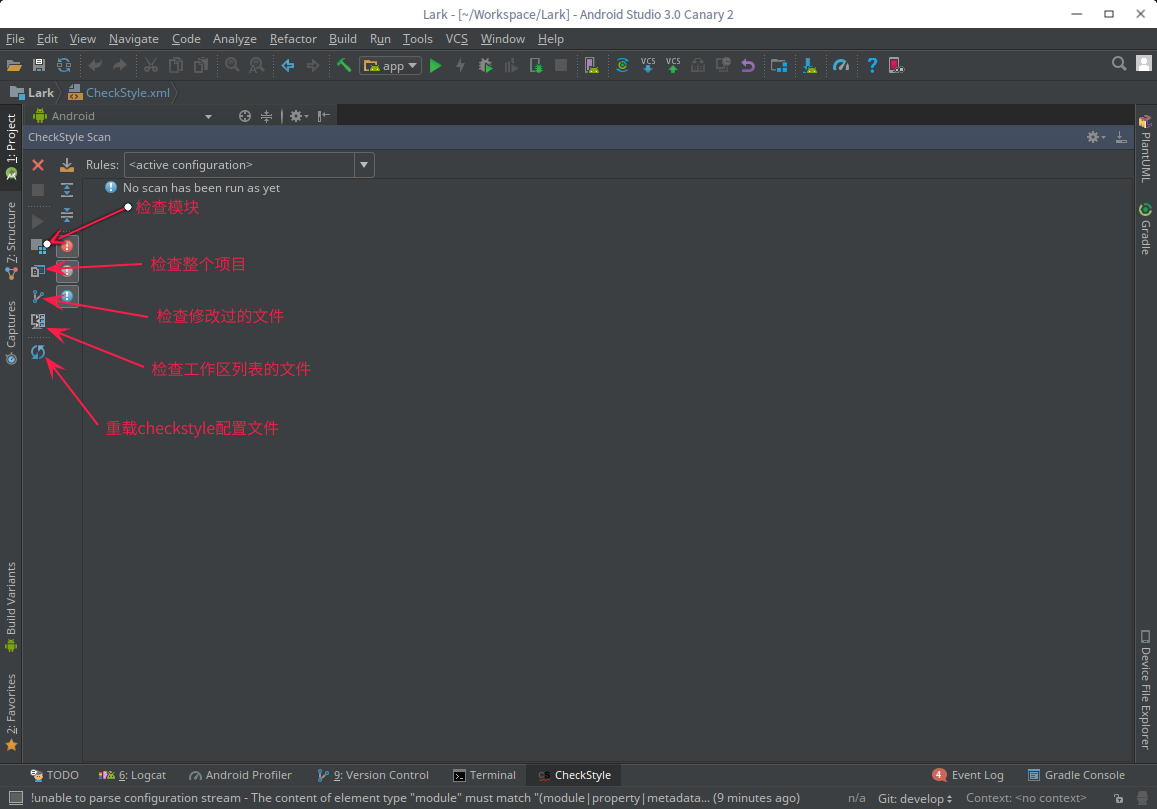 Lark - [~/Workspace/Lark] - Android Studio 3.0 Canary 2
File Edit View Navigate Code Analyze Refactor Build Run Tools VCS Window Help
app VCS VCS
Lark CheckStyle.xml
Android
CheckStyle Scan
Rules: <active configuration>
No scan has been run as yet
检查模块
检查整个项目
检查修改过的文件
检查工作区列表的文件
重载checkstyle配置文件
1: Project
7: Structure
Captures
Build Variants
2: Favorites
PlantUML
Gradle
Device File Explorer
TODO 6: Logcat Android Profiler 9: Version Control Terminal CheckStyle 4 Event Log Gradle Console
!unable to parse configuration stream - The content of element type "module" must match "(module|property|metadata... (9 minutes ago) n/a Git: develop Context: <no context>